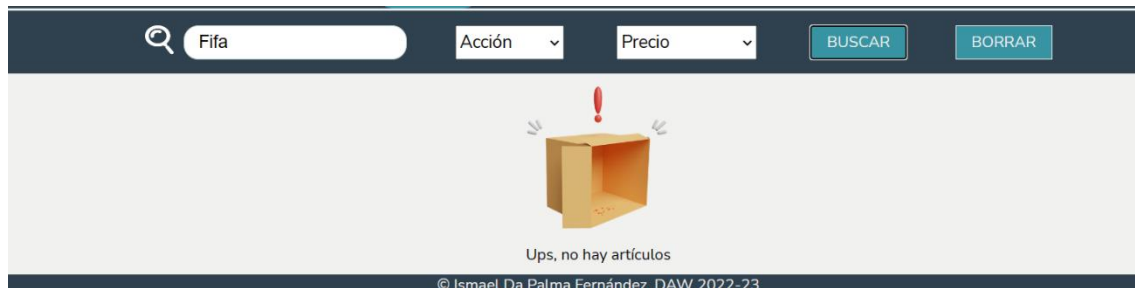 Fifa Acción Precio BUSCAR BORRAR
Ups, no hay artículos
© Ismael Da Palma Fernández. DAW 2022-23